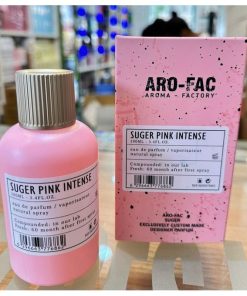 SUGER PINK INTENSE
100ML - 3.4FL.OZ.
eau de parfum / vaporisateur
natural spray
Compounded: in our lab
Fresh: 60 month after first spray
ARO-FAC
AROMA - FACTORY
SUGER PINK INTENSE
100ML - 3.4FL.OZ.
eau de parfum / vaporisateur
natural spray
Compounded: in our lab
Fresh: 60 month after first spray
ARO-FAC
SUGER
EXCLUSIVELY CUSTOM MADE
DESIGNER PARFUM